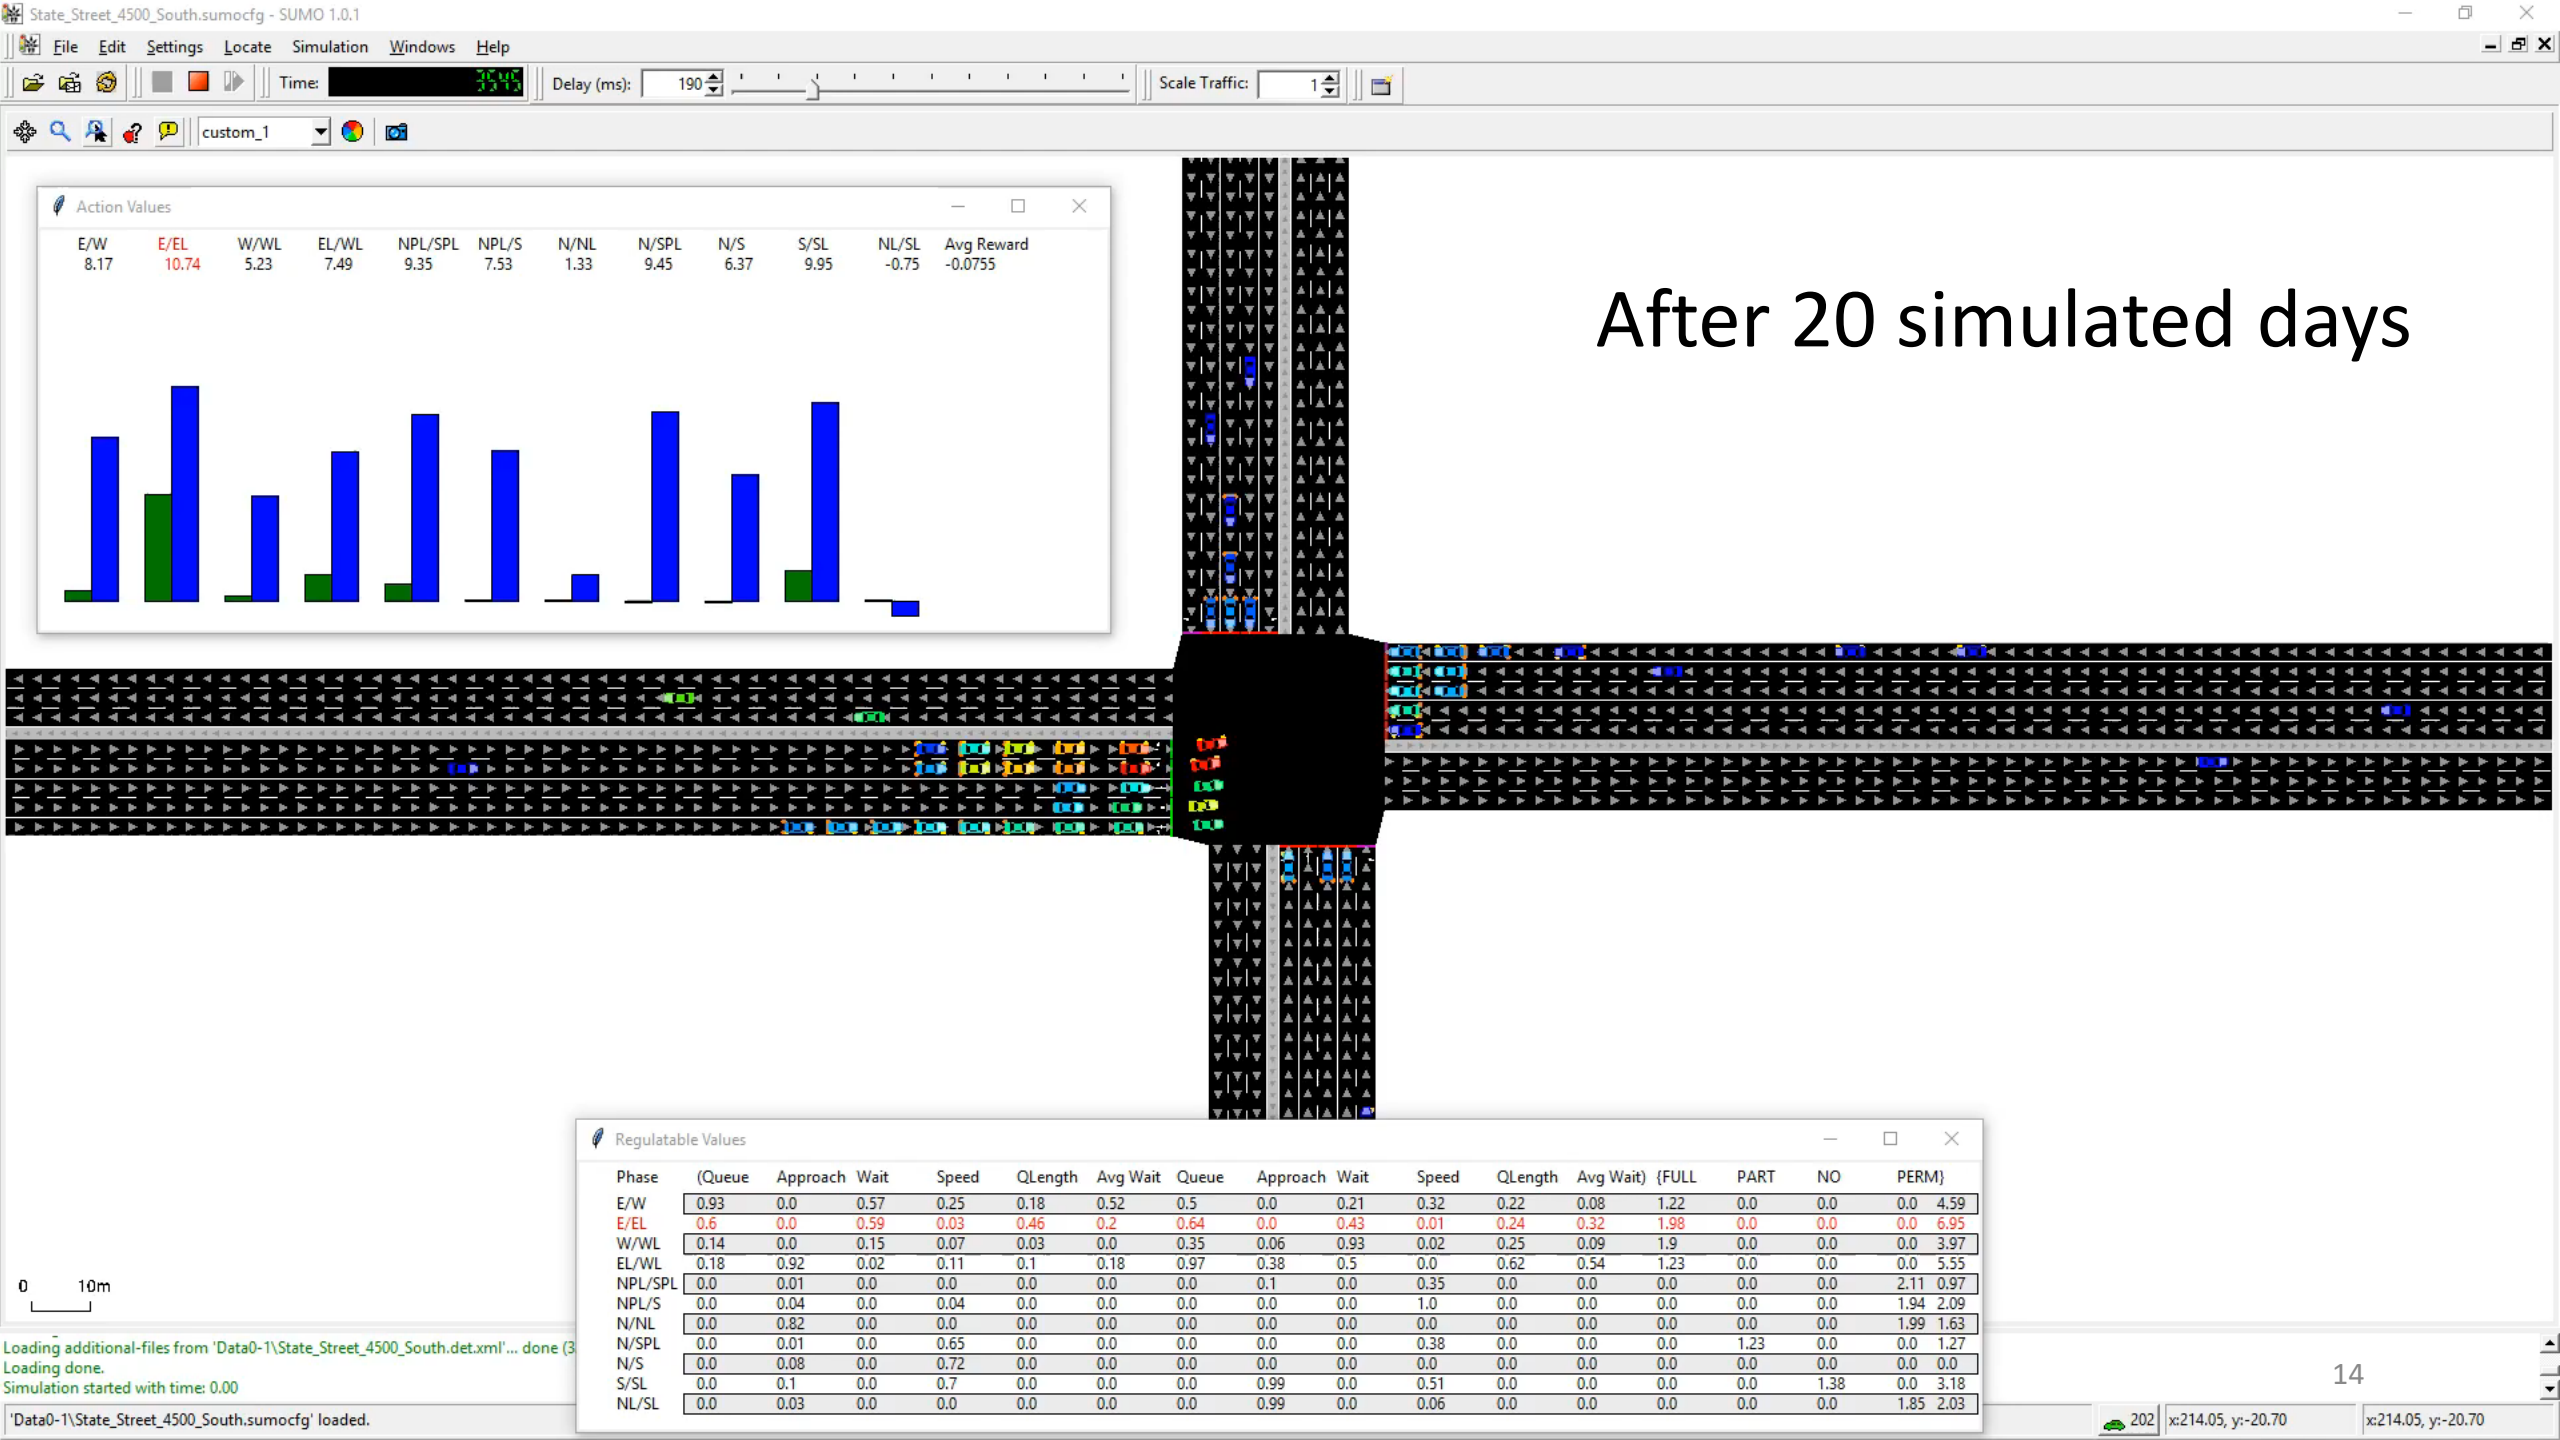 State_Street_4500_South.sumocfg - SUMO 1.0.1
File Edit Settings Locate Simulation Windows Help
Time: 3545 Delay (ms): 190 Scale Traffic: 1
custom_1
Action Values
E/W E/EL W/WL EL/WL NPL/SPL NPL/S N/NL N/SPL N/S S/SL NL/SL Avg Reward
8.17 10.74 5.23 7.49 9.35 7.53 1.33 9.45 6.37 9.95 -0.75 -0.0755
After 20 simulated days
Regulatable Values
Phase (Queue Approach Wait Speed QLength Avg Wait Queue Approach Wait Speed QLength Avg Wait) {FULL PART NO PERM}
E/W 0.93 0.0 0.57 0.25 0.18 0.52 0.5 0.0 0.21 0.32 0.22 0.08 1.22 0.0 0.0 0.0 4.59
E/EL 0.6 0.0 0.59 0.03 0.46 0.2 0.64 0.0 0.43 0.01 0.24 0.32 1.98 0.0 0.0 0.0 6.95
W/WL 0.14 0.0 0.15 0.07 0.03 0.0 0.35 0.06 0.93 0.02 0.25 0.09 1.9 0.0 0.0 0.0 3.97
EL/WL 0.18 0.92 0.02 0.11 0.1 0.18 0.97 0.38 0.5 0.0 0.62 0.54 1.23 0.0 0.0 0.0 5.55
NPL/SPL 0.0 0.01 0.0 0.0 0.0 0.0 0.0 0.1 0.0 0.35 0.0 0.0 0.0 0.0 0.0 2.11 0.97
NPL/S 0.0 0.04 0.0 0.04 0.0 0.0 0.0 0.0 0.0 1.0 0.0 0.0 0.0 0.0 0.0 1.94 2.09
N/NL 0.0 0.82 0.0 0.0 0.0 0.0 0.0 0.0 0.0 0.0 0.0 0.0 0.0 0.0 0.0 1.99 1.63
N/SPL 0.0 0.01 0.0 0.65 0.0 0.0 0.0 0.0 0.0 0.38 0.0 0.0 0.0 1.23 0.0 0.0 1.27
N/S 0.0 0.08 0.0 0.72 0.0 0.0 0.0 0.0 0.0 0.0 0.0 0.0 0.0 0.0 0.0 0.0 0.0
S/SL 0.0 0.1 0.0 0.7 0.0 0.0 0.0 0.99 0.0 0.51 0.0 0.0 0.0 0.0 1.38 0.0 3.18
NL/SL 0.0 0.03 0.0 0.0 0.0 0.0 0.0 0.99 0.0 0.06 0.0 0.0 0.0 0.0 0.0 1.85 2.03
0 10m
Loading additional-files from 'Data0-1\State_Street_4500_South.det.xml'... done (3
Loading done.
Simulation started with time: 0.00
14
'Data0-1\State_Street_4500_South.sumocfg' loaded.
202 x:214.05, y:-20.70 x:214.05, y:-20.70